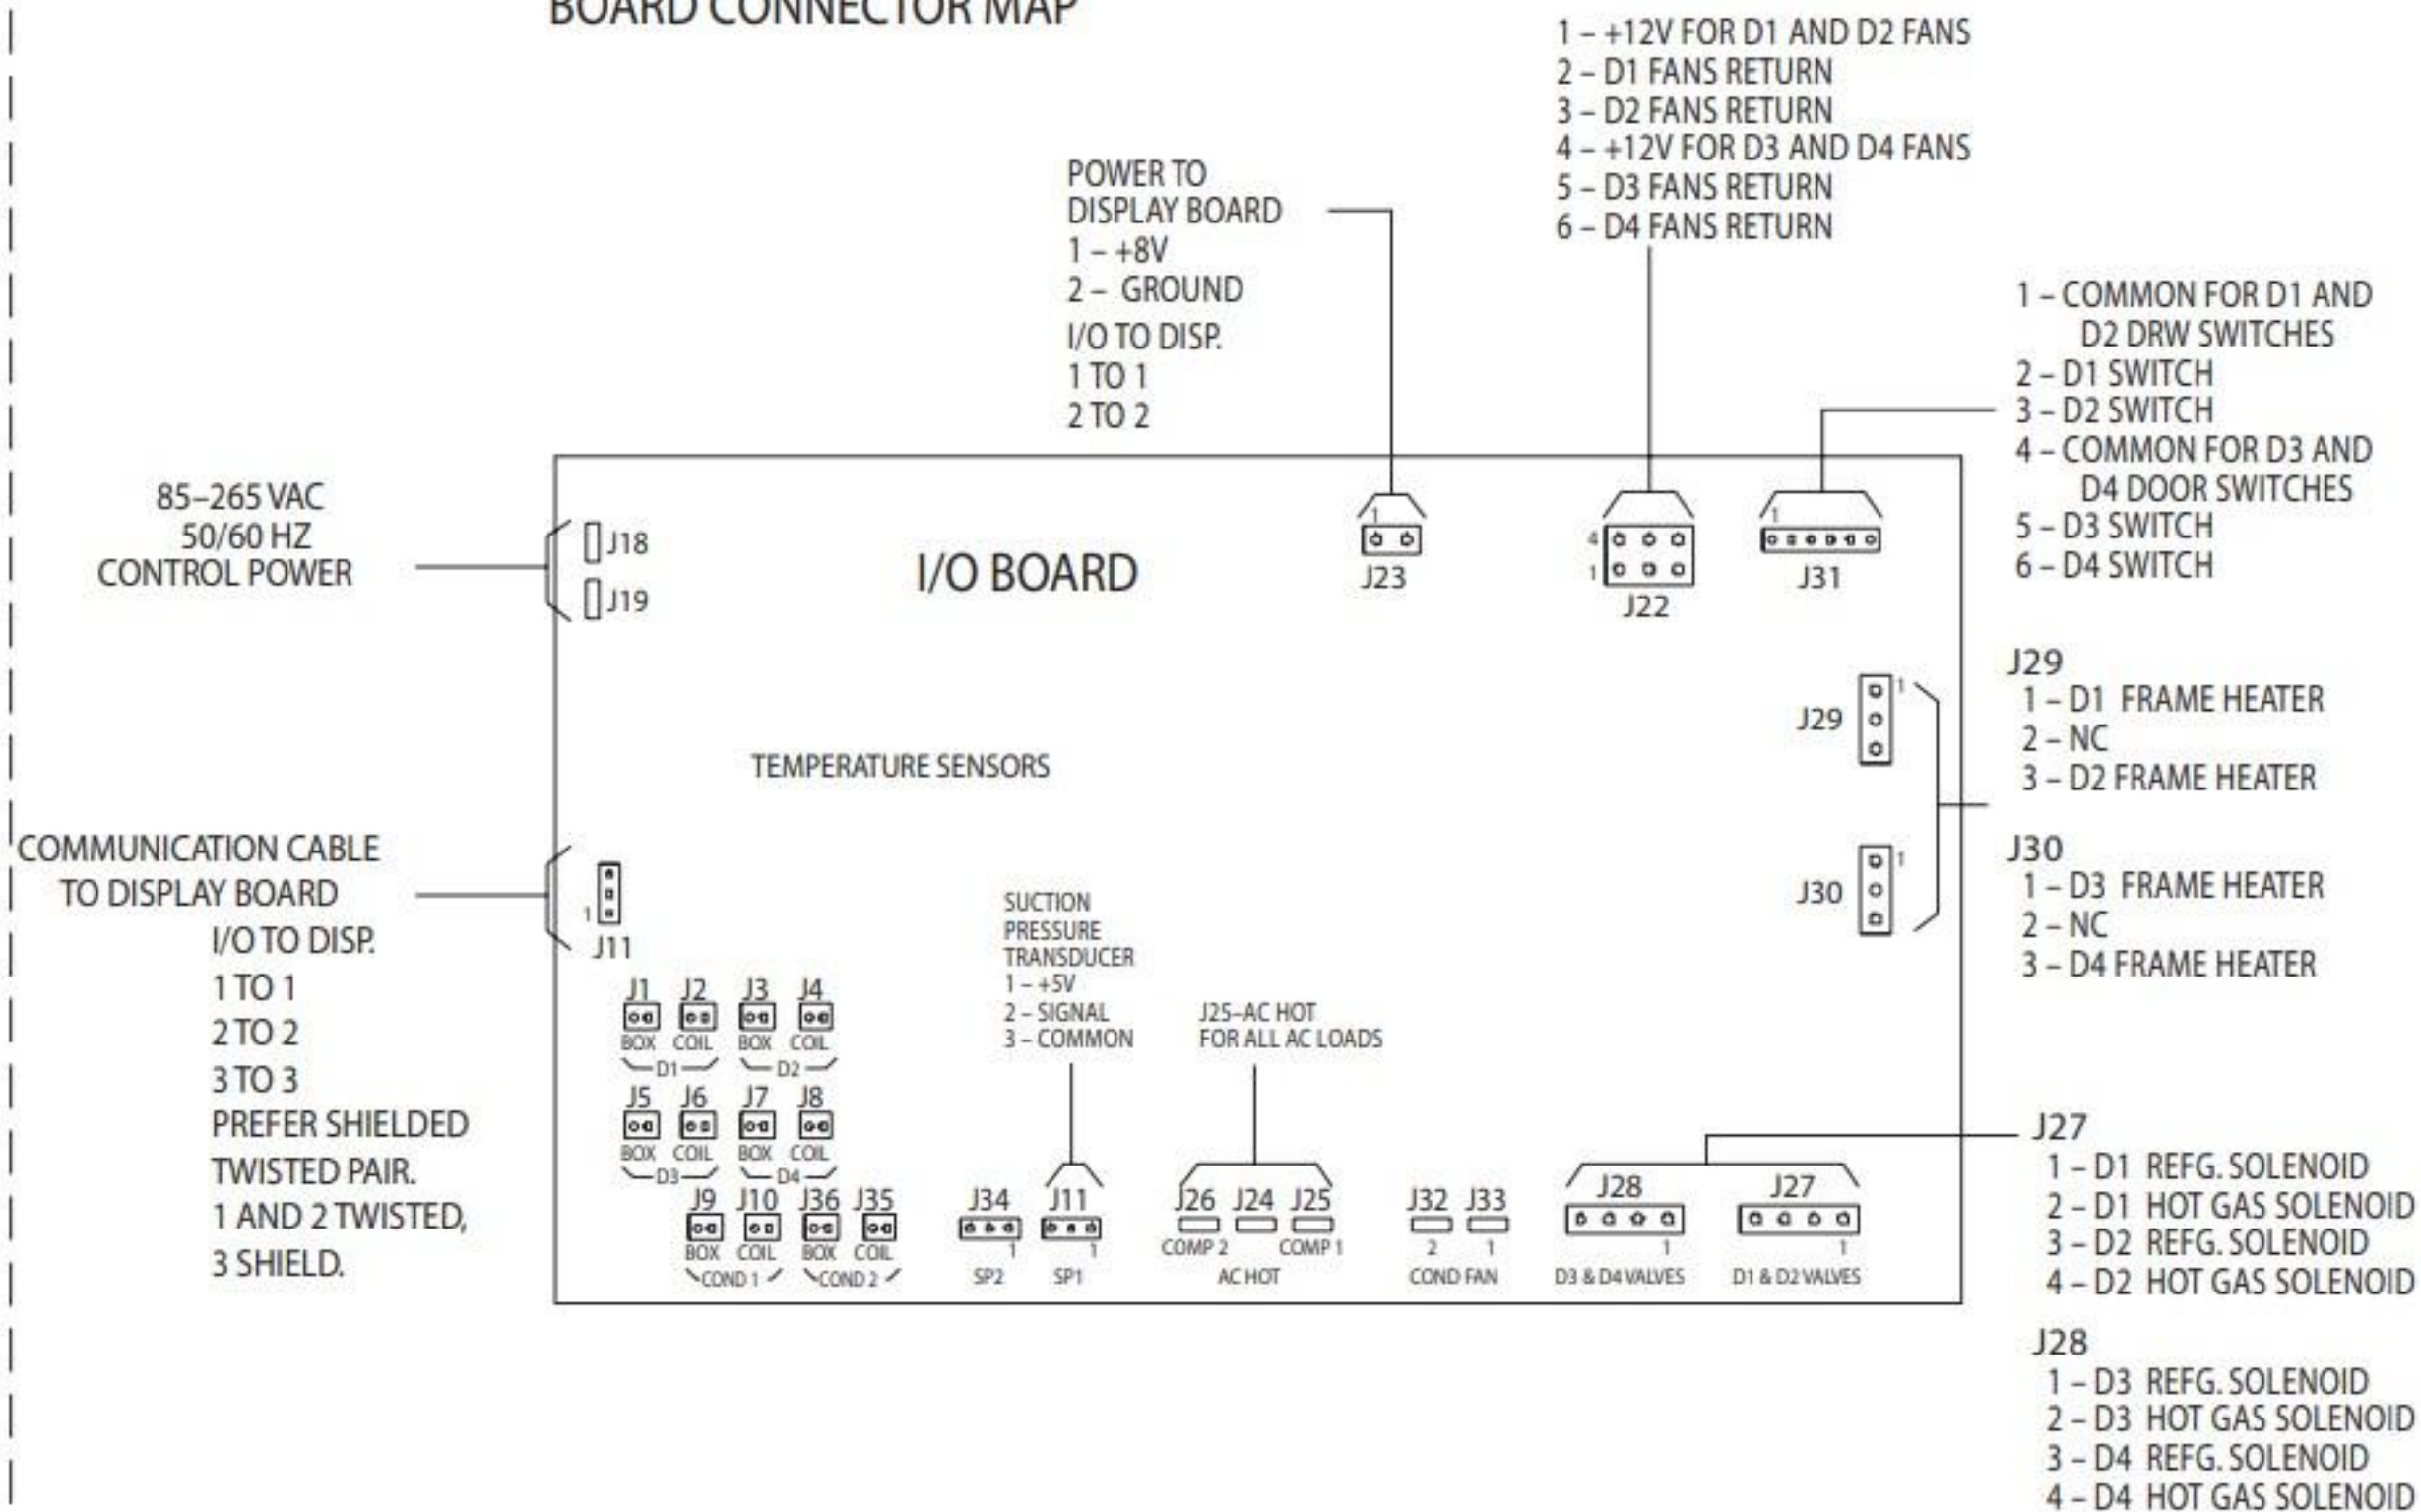 BOARD CONNECTOR MAP
1 – +12V FOR D1 AND D2 FANS
2 – D1 FANS RETURN
3 – D2 FANS RETURN
4 – +12V FOR D3 AND D4 FANS
5 – D3 FANS RETURN
6 – D4 FANS RETURN
POWER TO
DISPLAY BOARD
1 – +8V
2 – GROUND
I/O TO DISP.
1 TO 1
2 TO 2
1 – COMMON FOR D1 AND
D2 DRW SWITCHES
2 – D1 SWITCH
3 – D2 SWITCH
4 – COMMON FOR D3 AND
D4 DOOR SWITCHES
5 – D3 SWITCH
6 – D4 SWITCH
85–265 VAC
50/60 HZ
CONTROL POWER
J18
J19
I/O BOARD
1
J23
4
1
J22
1
J31
J29
1
J29
1 – D1 FRAME HEATER
2 – NC
3 – D2 FRAME HEATER
TEMPERATURE SENSORS
J30
1
J30
1 – D3 FRAME HEATER
2 – NC
3 – D4 FRAME HEATER
COMMUNICATION CABLE
TO DISPLAY BOARD
I/O TO DISP.
1 TO 1
2 TO 2
3 TO 3
PREFER SHIELDED
TWISTED PAIR.
1 AND 2 TWISTED,
3 SHIELD.
1
J11
SUCTION
PRESSURE
TRANSDUCER
1 – +5V
2 – SIGNAL
3 – COMMON
J25–AC HOT
FOR ALL AC LOADS
J1 J2 J3 J4
BOX COIL BOX COIL
D1 D2
J5 J6 J7 J8
BOX COIL BOX COIL
D3 D4
J9 J10 J36 J35
BOX COIL BOX COIL
COND 1 COND 2
J34 J11
1 1
SP2 SP1
J26 J24 J25
COMP 2 COMP 1
AC HOT
J32 J33
2 1
COND FAN
J28 J27
1 1
D3 & D4 VALVES D1 & D2 VALVES
J27
1 – D1 REFG. SOLENOID
2 – D1 HOT GAS SOLENOID
3 – D2 REFG. SOLENOID
4 – D2 HOT GAS SOLENOID
J28
1 – D3 REFG. SOLENOID
2 – D3 HOT GAS SOLENOID
3 – D4 REFG. SOLENOID
4 – D4 HOT GAS SOLENOID